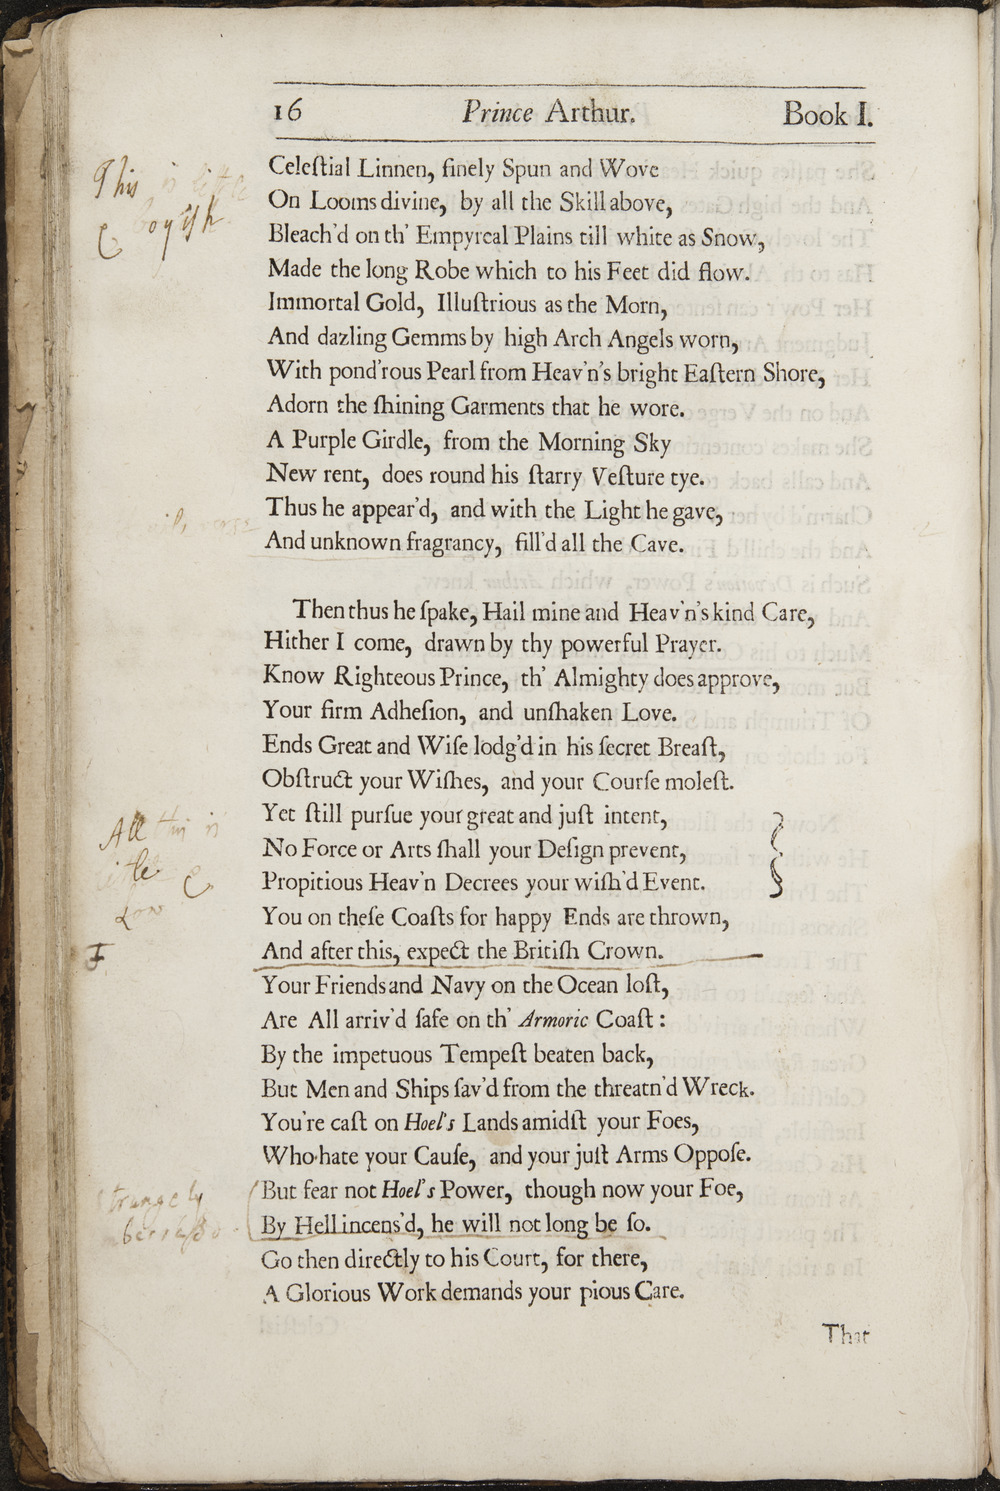 16 Prince Arthur. Book I.
Celeſtial Linnen, finely Spun and Wove
On Looms divine, by all the Skill above,
Bleach'd on th' Empyreal Plains till white as Snow,
Made the long Robe which to his Feet did flow.
Immortal Gold, Illuſtrious as the Morn,
And dazling Gemms by high Arch Angels worn,
With pond'rous Pearl from Heav'n's bright Eaſtern Shore,
Adorn the ſhining Garments that he wore.
A Purple Girdle, from the Morning Sky
New rent, does round his ſtarry Veſture tye.
Thus he appear'd, and with the Light he gave,
And unknown fragrancy, fill'd all the Cave.
Then thus he ſpake, Hail mine and Heav'n's kind Care,
Hither I come, drawn by thy powerful Prayer.
Know Righteous Prince, th' Almighty does approve,
Your firm Adheſion, and unſhaken Love.
Ends Great and Wiſe lodg'd in his ſecret Breaſt,
Obſtruct your Wiſhes, and your Courſe moleſt.
Yet ſtill purſue your great and juſt intent,
No Force or Arts ſhall your Deſign prevent,
Propitious Heav'n Decrees your wiſh'd Event.
You on theſe Coaſts for happy Ends are thrown,
And after this, expect the Britiſh Crown.
Your Friends and Navy on the Ocean loſt,
Are All arriv'd ſafe on th' Armoric Coaſt:
By the impetuous Tempeſt beaten back,
But Men and Ships ſav'd from the threatn'd Wreck.
You're caſt on Hoel's Lands amidſt your Foes,
Who hate your Cauſe, and your juſt Arms Oppoſe.
But fear not Hoel's Power, though now your Foe,
By Hell incens'd, he will not long be ſo.
Go then directly to his Court, for there,
A Glorious Work demands your pious Care.
That
This is little
boyish
All this is
little
Low
strangely